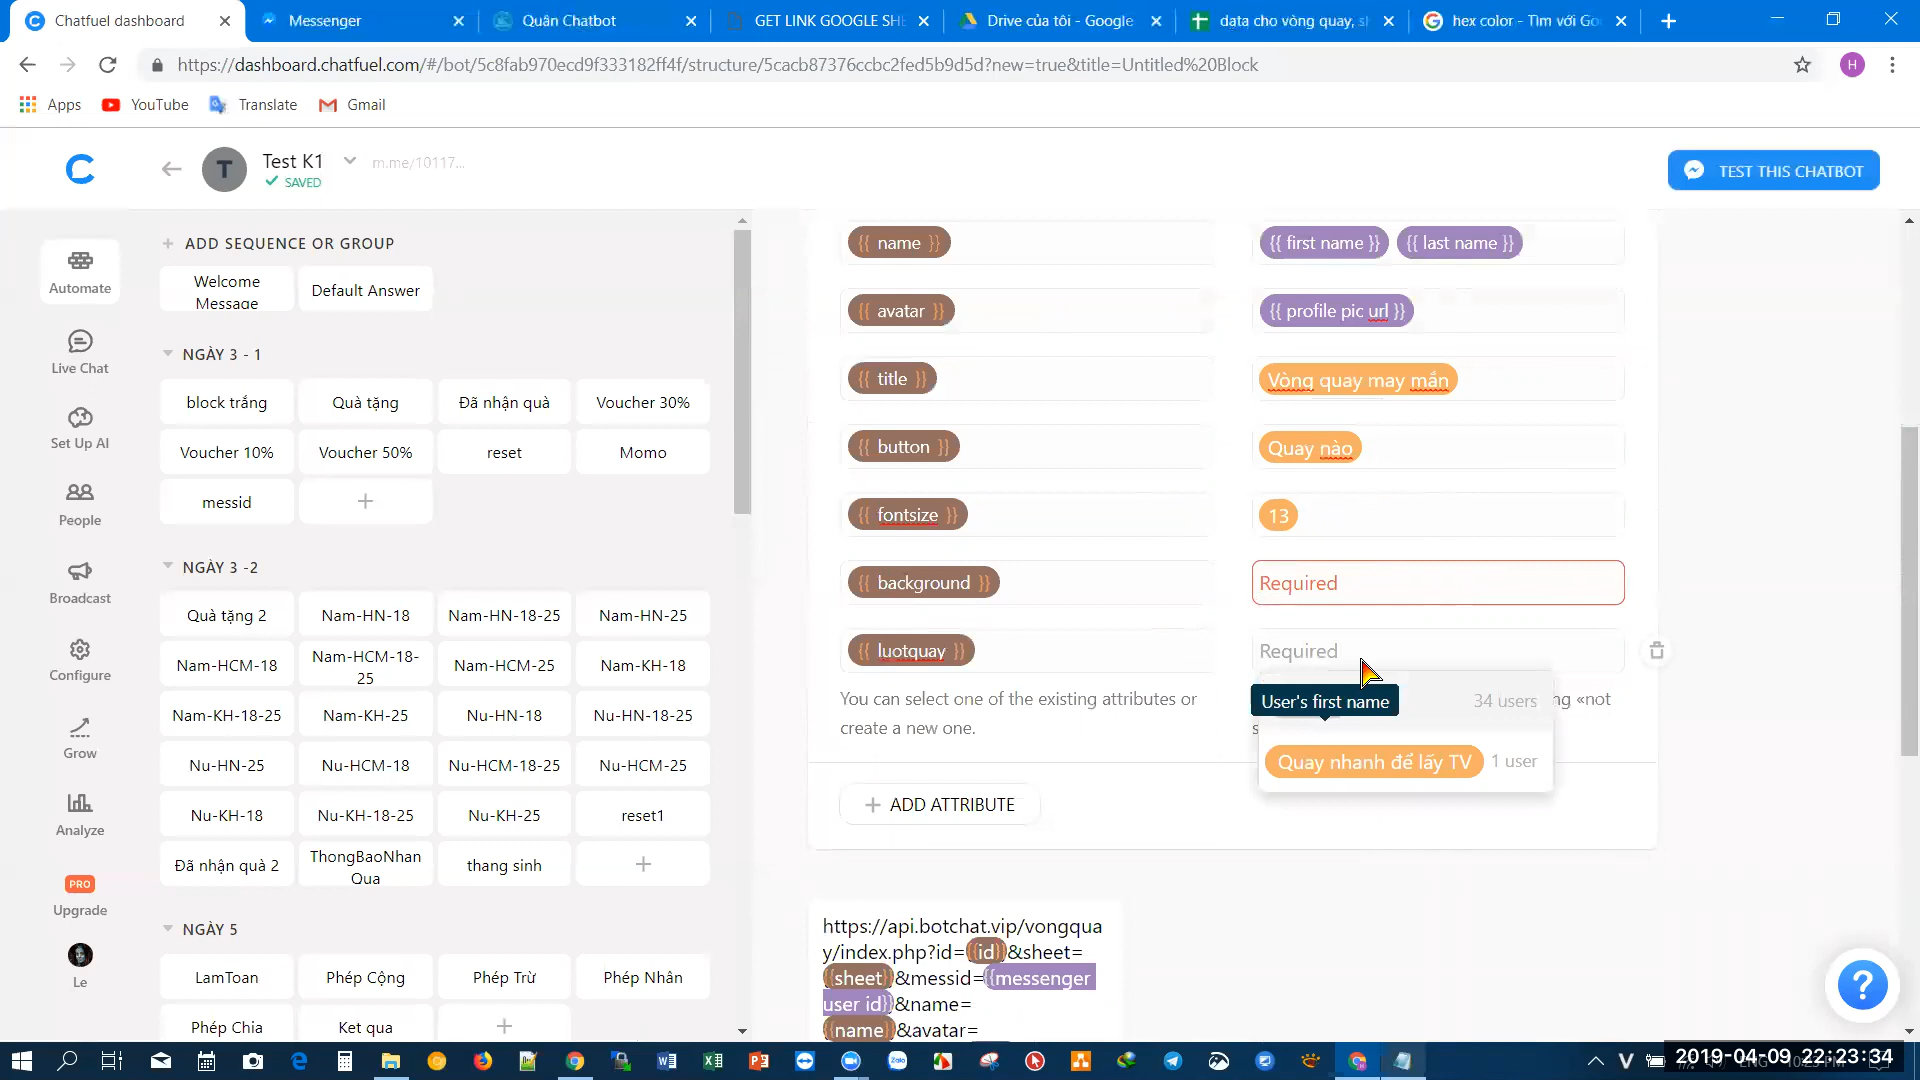 Chatfuel dashboard
Messenger
Quân Chatbot
GET LINK GOOGLE SHE
Drive của tôi - Google
data cho vòng quay, sh
hex color - Tìm với Goo
https://dashboard.chatfuel.com/#/bot/5c8fab970ecd9f333182ff4f/structure/5cacb87376ccbc2fed5b9d5d?new=true&title=Untitled%20Block
H
Apps
YouTube
Translate
Gmail
T
Test K1
m.me/10117...
SAVED
TEST THIS CHATBOT
Automate
Live Chat
Set Up AI
People
Broadcast
Configure
Grow
Analyze
PRO
Upgrade
Le
ADD SEQUENCE OR GROUP
Welcome Message
Default Answer
NGÀY 3 - 1
block trắng
Quà tặng
Đã nhận quà
Voucher 30%
Voucher 10%
Voucher 50%
reset
Momo
messid
NGÀY 3 -2
Quà tặng 2
Nam-HN-18
Nam-HN-18-25
Nam-HN-25
Nam-HCM-18
Nam-HCM-18-25
Nam-HCM-25
Nam-KH-18
Nam-KH-18-25
Nam-KH-25
Nu-HN-18
Nu-HN-18-25
Nu-HN-25
Nu-HCM-18
Nu-HCM-18-25
Nu-HCM-25
Nu-KH-18
Nu-KH-18-25
Nu-KH-25
reset1
Đã nhận quà 2
ThongBaoNhan Qua
thang sinh
NGÀY 5
LamToan
Phép Cộng
Phép Trừ
Phép Nhân
Phép Chia
Ket qua
{{ name }}
{{ first name }} {{ last name }}
{{ avatar }}
{{ profile pic url }}
{{ title }}
Vòng quay may mắn
{{ button }}
Quay nào
{{ fontsize }}
13
{{ background }}
Required
{{ luotquay }}
Required
You can select one of the existing attributes or
create a new one.
User's first name
34 users
ng «not
s
Quay nhanh để lấy TV
1 user
ADD ATTRIBUTE
https://api.botchat.vip/vongqua
y/index.php?id={{id}}&sheet=
{{sheet}}&messid={{messenger
user id}}&name=
{{name}}&avatar=
2019-04-09 22:23:34